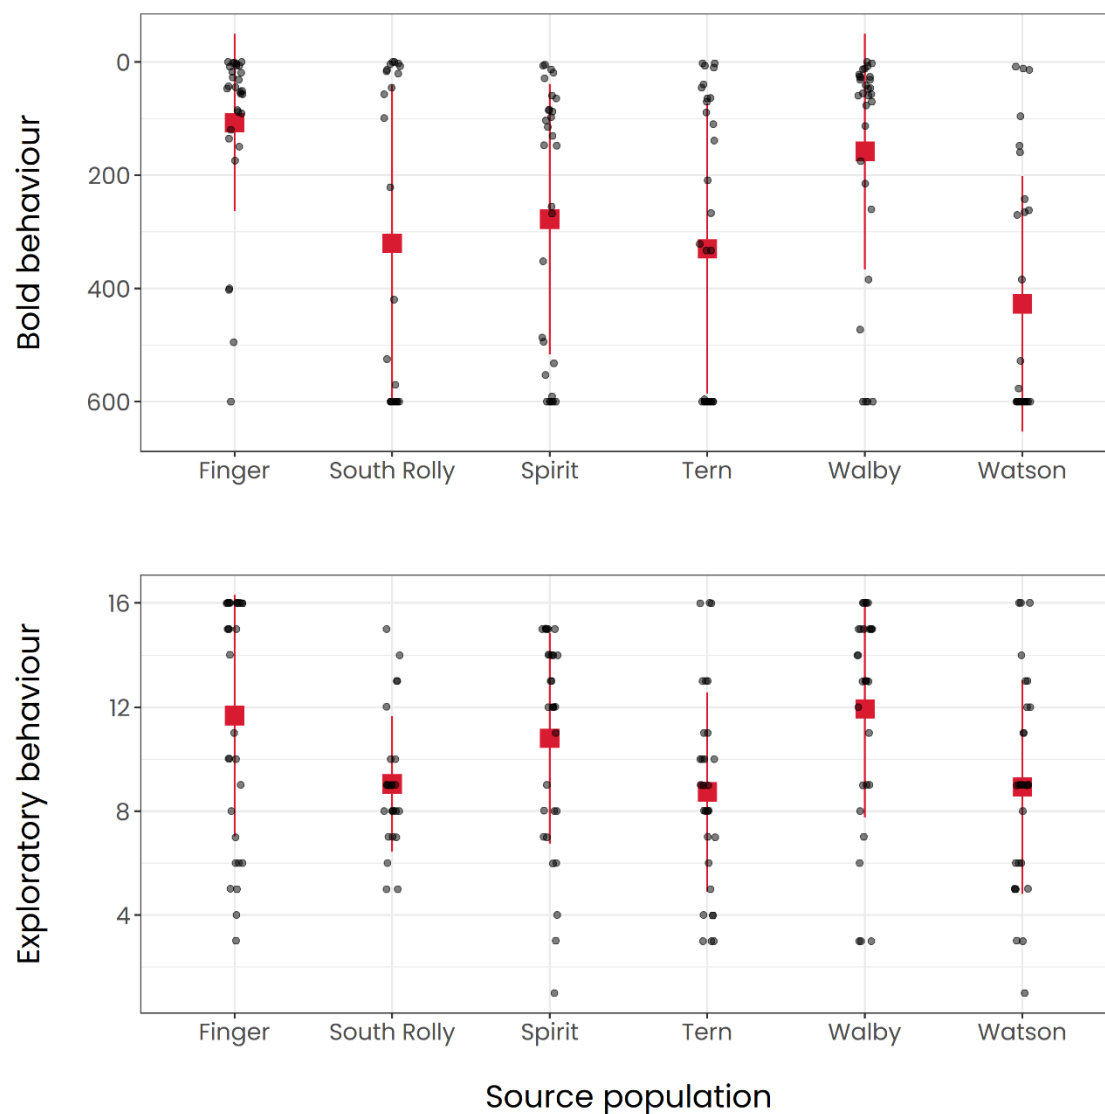 Bold behaviour
0
200
400
600
Finger South Rolly Spirit Tern Walby Watson
Exploratory behaviour
16
12
8
4
Finger South Rolly Spirit Tern Walby Watson
Source population